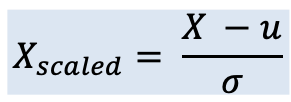 X_scaled = (X − u) / σ